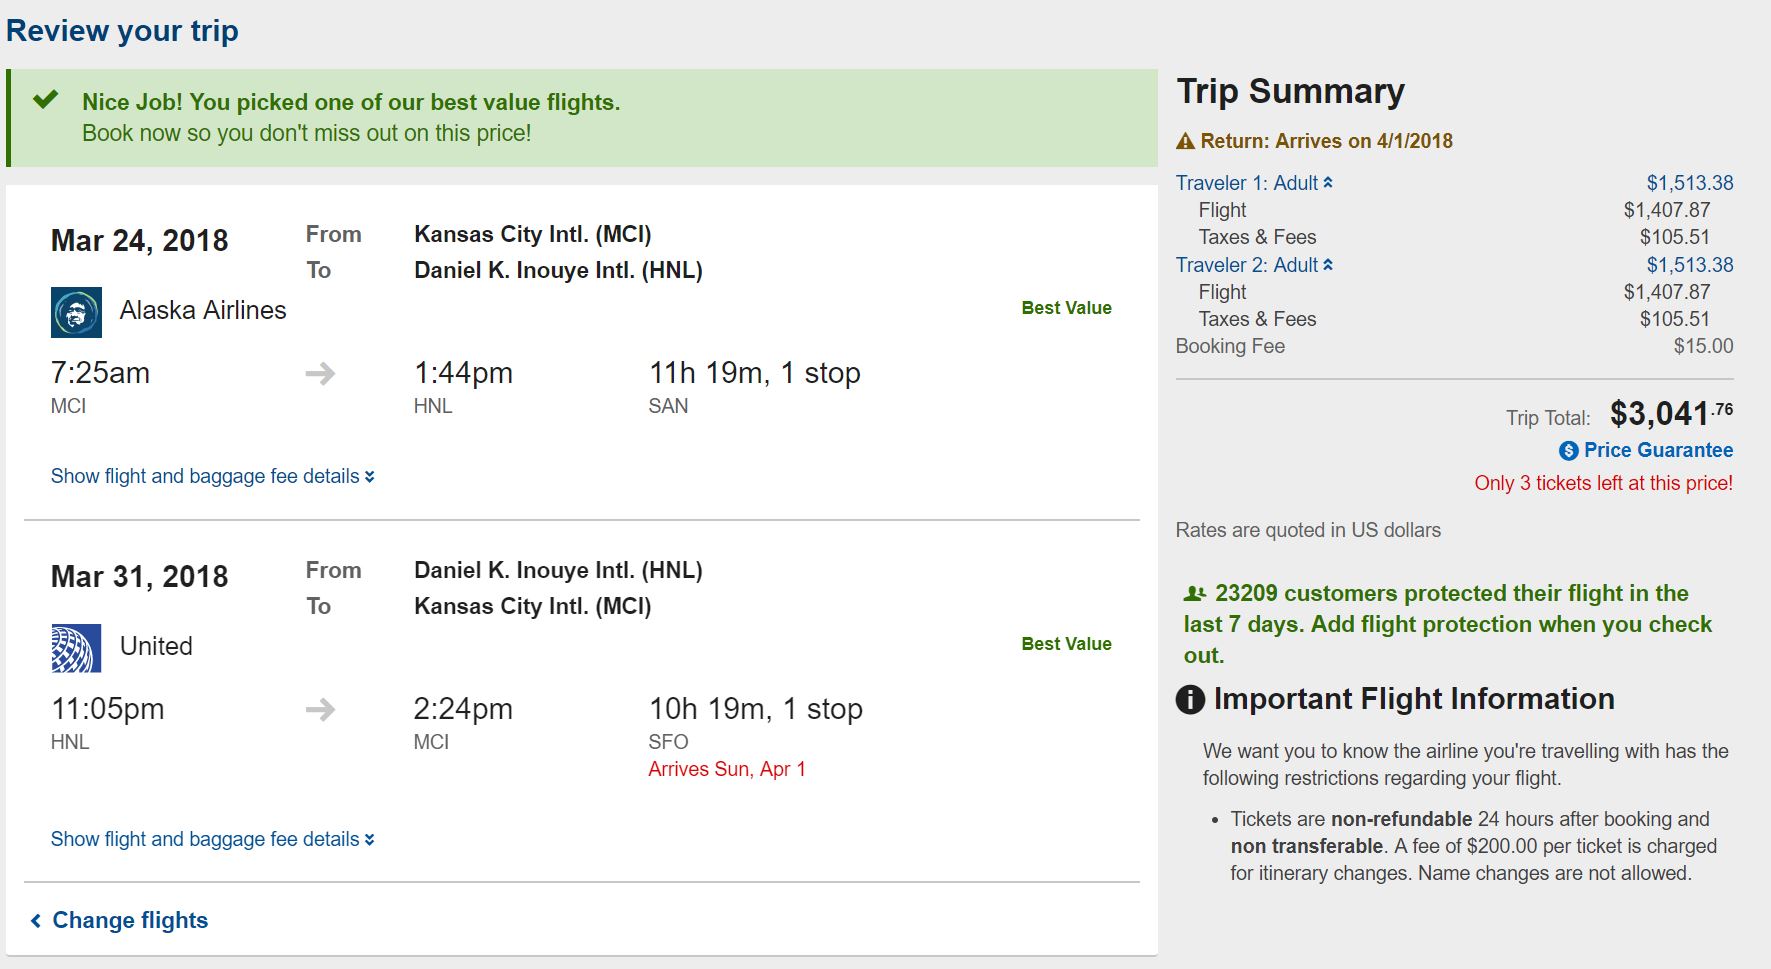 Review your trip
Nice Job! You picked one of our best value flights.
Book now so you don't miss out on this price!
Mar 24, 2018
From Kansas City Intl. (MCI)
To Daniel K. Inouye Intl. (HNL)
Alaska Airlines
Best Value
7:25am 1:44pm 11h 19m, 1 stop
MCI HNL SAN
Show flight and baggage fee details
Mar 31, 2018
From Daniel K. Inouye Intl. (HNL)
To Kansas City Intl. (MCI)
United
Best Value
11:05pm 2:24pm 10h 19m, 1 stop
HNL MCI SFO
Arrives Sun, Apr 1
Show flight and baggage fee details
Change flights
Trip Summary
Return: Arrives on 4/1/2018
Traveler 1: Adult $1,513.38
Flight $1,407.87
Taxes & Fees $105.51
Traveler 2: Adult $1,513.38
Flight $1,407.87
Taxes & Fees $105.51
Booking Fee $15.00
Trip Total: $3,041.76
Price Guarantee
Only 3 tickets left at this price!
Rates are quoted in US dollars
23209 customers protected their flight in the
last 7 days. Add flight protection when you check
out.
Important Flight Information
We want you to know the airline you're travelling with has the
following restrictions regarding your flight.
• Tickets are non-refundable 24 hours after booking and
non transferable. A fee of $200.00 per ticket is charged
for itinerary changes. Name changes are not allowed.